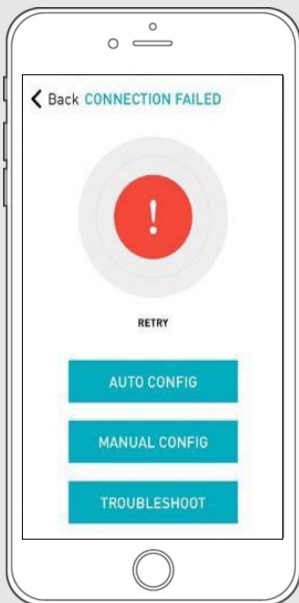 Back CONNECTION FAILED
!
RETRY
AUTO CONFIG
MANUAL CONFIG
TROUBLESHOOT